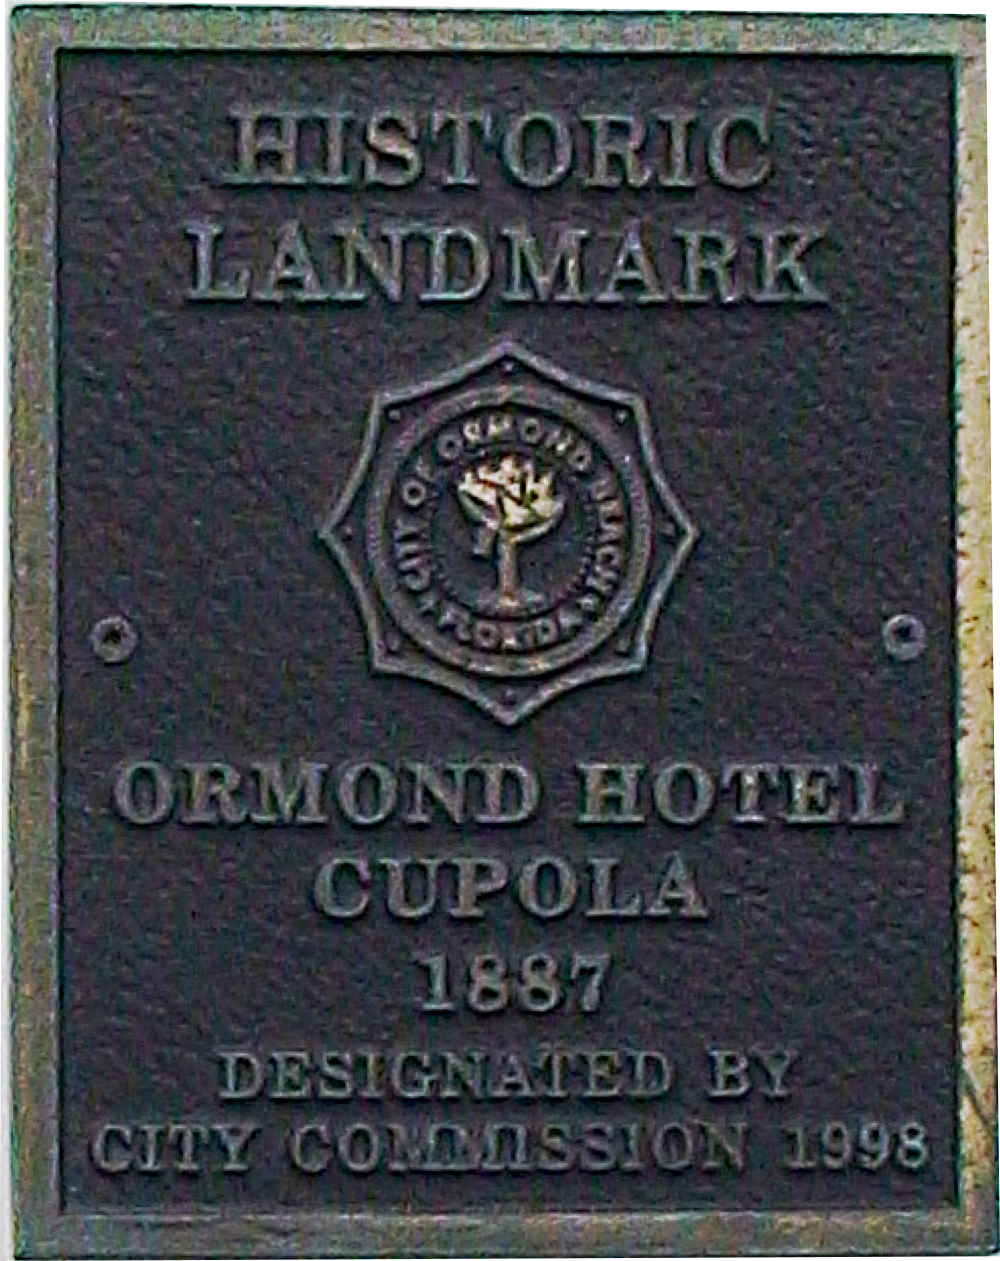 HISTORIC
LANDMARK
CITY OF ORMOND BEACH
FLORIDA
ORMOND HOTEL
CUPOLA
1887
DESIGNATED BY
CITY COMMISSION 1998